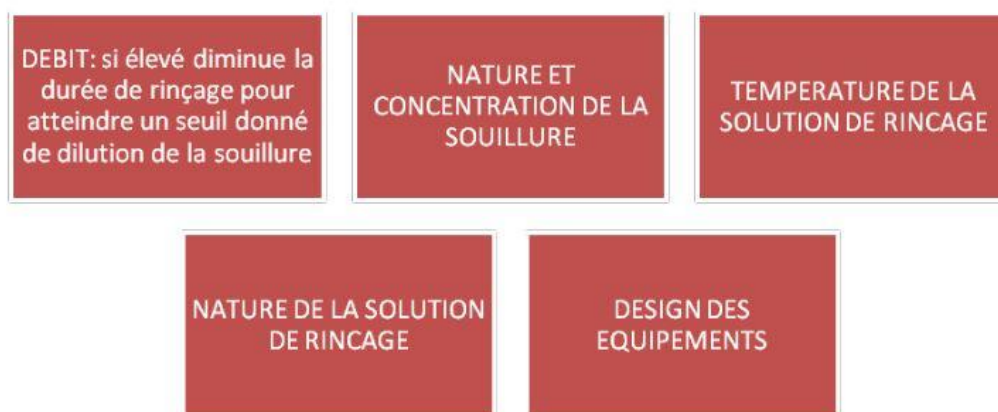 DEBIT: si élevé diminue la
durée de rinçage pour
atteindre un seuil donné
de dilution de la souillure
NATURE ET
CONCENTRATION DE LA
SOUILLURE
TEMPERATURE DE LA
SOLUTION DE RINCAGE
NATURE DE LA SOLUTION
DE RINCAGE
DESIGN DES
EQUIPEMENTS